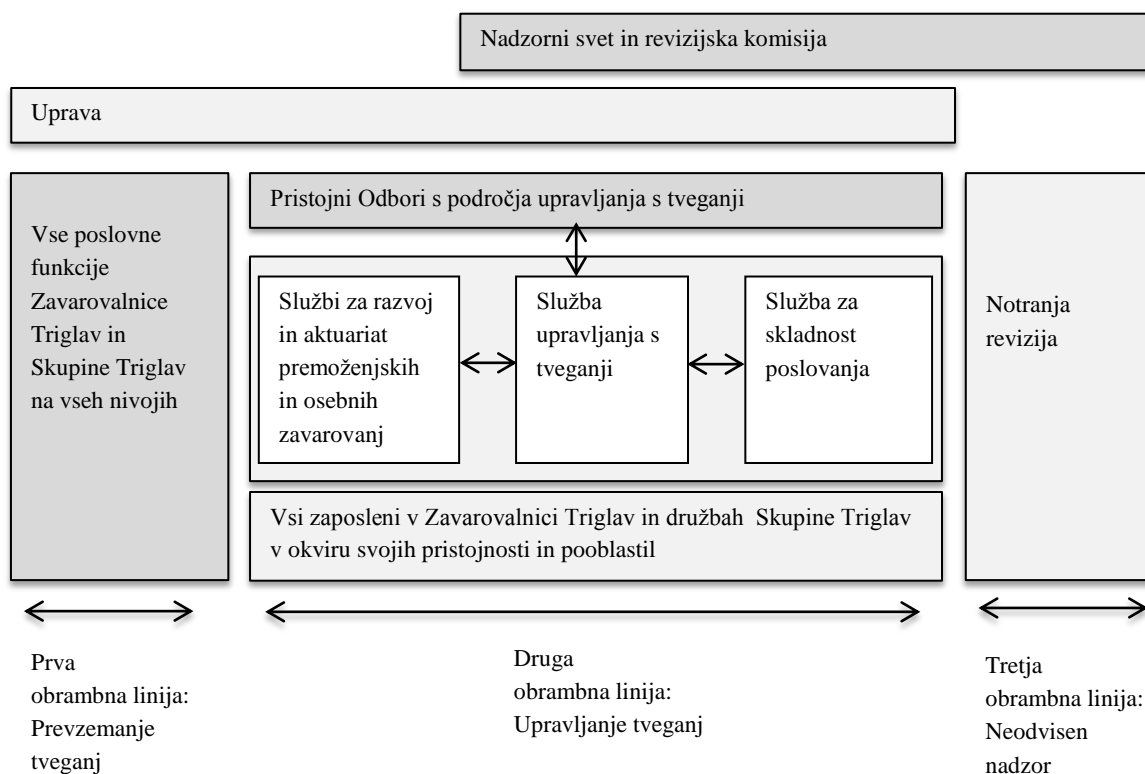 Nadzorni svet in revizijska komisija
Uprava
Vse poslovne
funkcije
Zavarovalnice
Triglav in
Skupine Triglav
na vseh nivojih
Pristojni Odbori s področja upravljanja s tveganji
Službi za razvoj
in aktuariat
premoženjskih
in osebnih
zavarovanj
Služba
upravljanja s
tveganji
Služba za
skladnost
poslovanja
Vsi zaposleni v Zavarovalnici Triglav in družbah Skupine Triglav
v okviru svojih pristojnosti in pooblastil
Notranja
revizija
Prva
obrambna linija:
Prevzemanje
tveganj
Druga
obrambna linija:
Upravljanje tveganj
Tretja
obrambna linija:
Neodvisen
nadzor